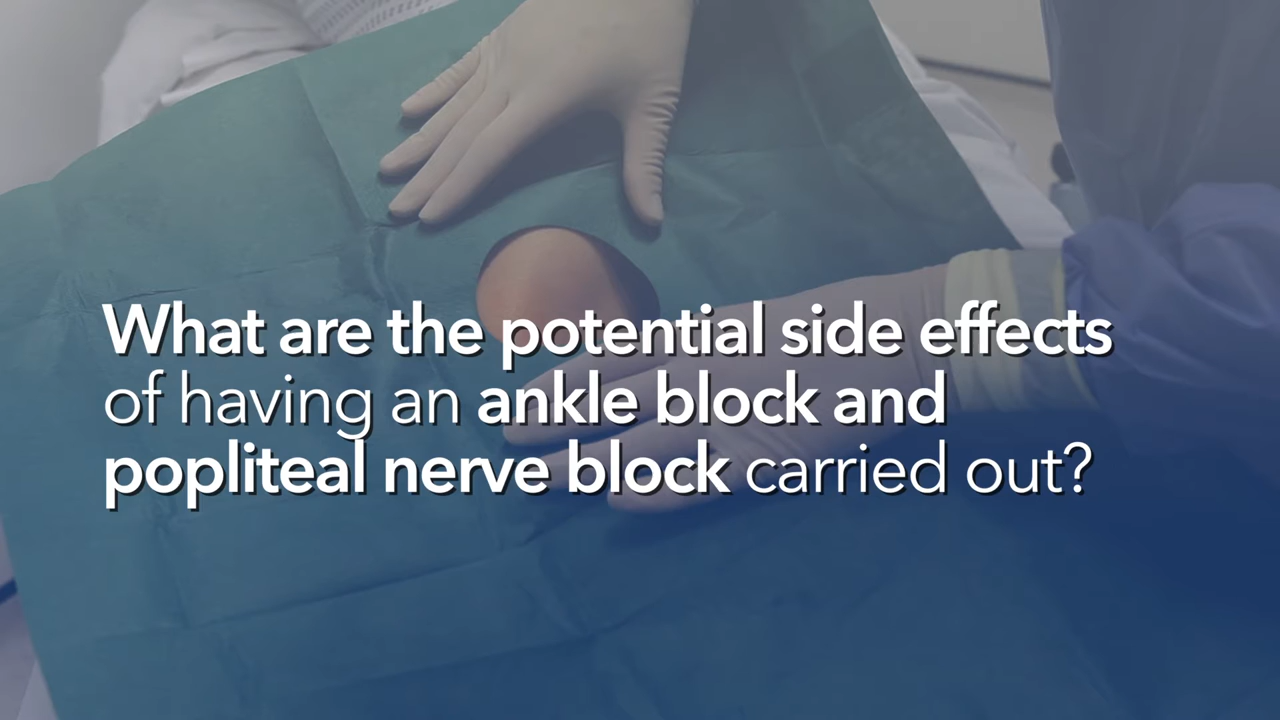 What are the potential side effects
of having an ankle block and
popliteal nerve block carried out?